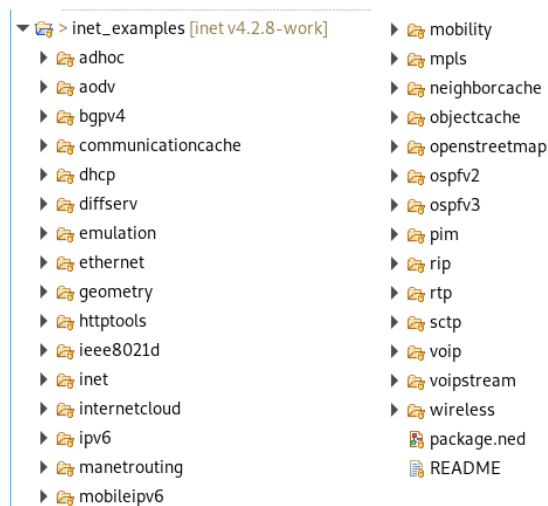 > inet_examples [inet v4.2.8-work]
adhoc
aodv
bgpv4
communicationcache
dhcp
diffserv
emulation
ethernet
geometry
httptools
ieee8021d
inet
internetcloud
ipv6
manetrouting
mobileipv6
mobility
mpls
neighborcache
objectcache
openstreetmap
ospfv2
ospfv3
pim
rip
rtp
sctp
voip
voipstream
wireless
package.ned
README